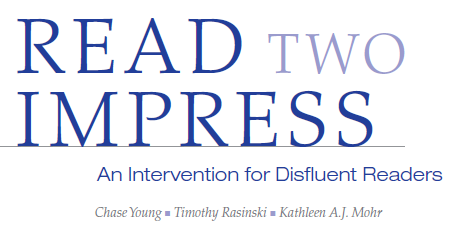 READ TWO
IMPRESS
An Intervention for Disfluent Readers
Chase Young ■ Timothy Rasinski ■ Kathleen A.J. Mohr